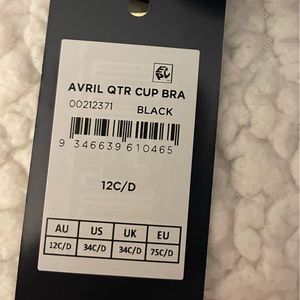 AVRIL QTR CUP BRA
00212371 BLACK
9 346639 610465
12C/D
AU US UK EU
12C/D 34C/D 34C/D 75C/D